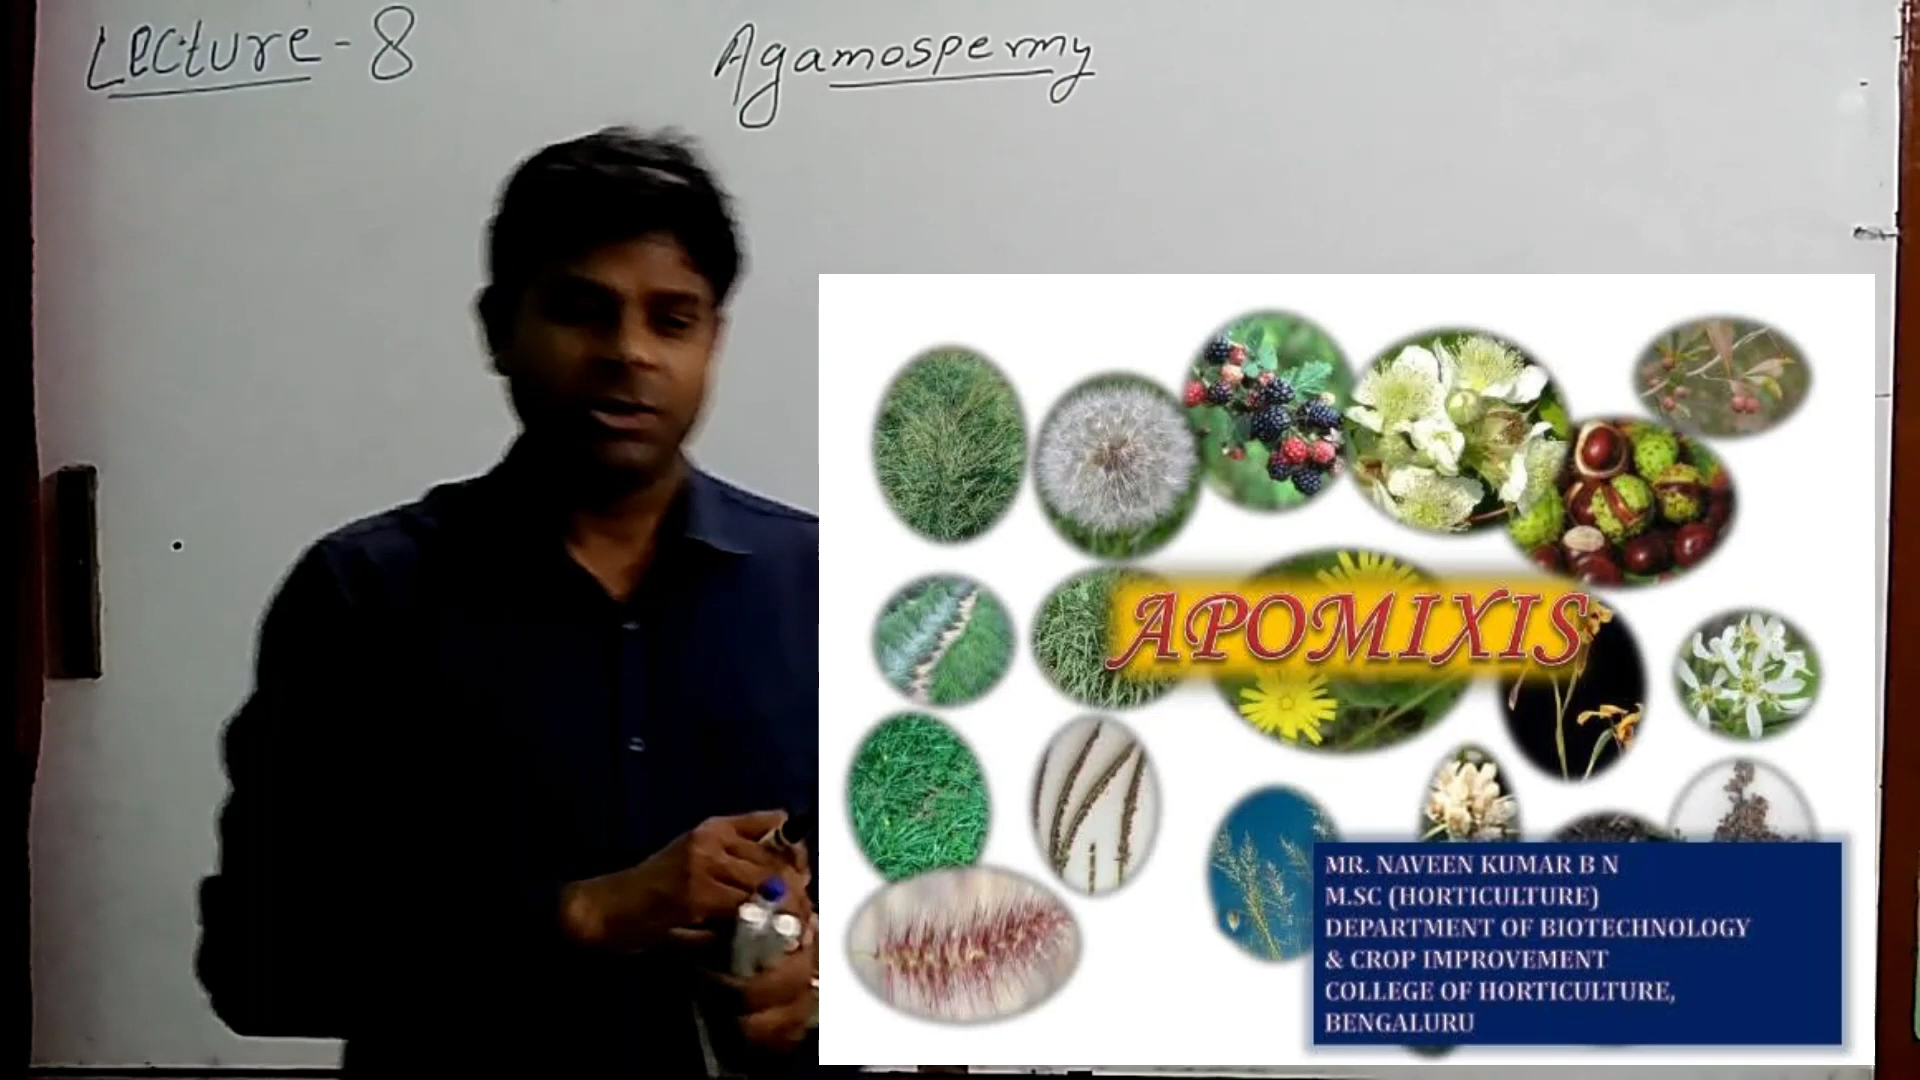 Lecture - 8
Agamospermy
APOMIXIS
MR. NAVEEN KUMAR B N
M.SC (HORTICULTURE)
DEPARTMENT OF BIOTECHNOLOGY
& CROP IMPROVEMENT
COLLEGE OF HORTICULTURE,
BENGALURU